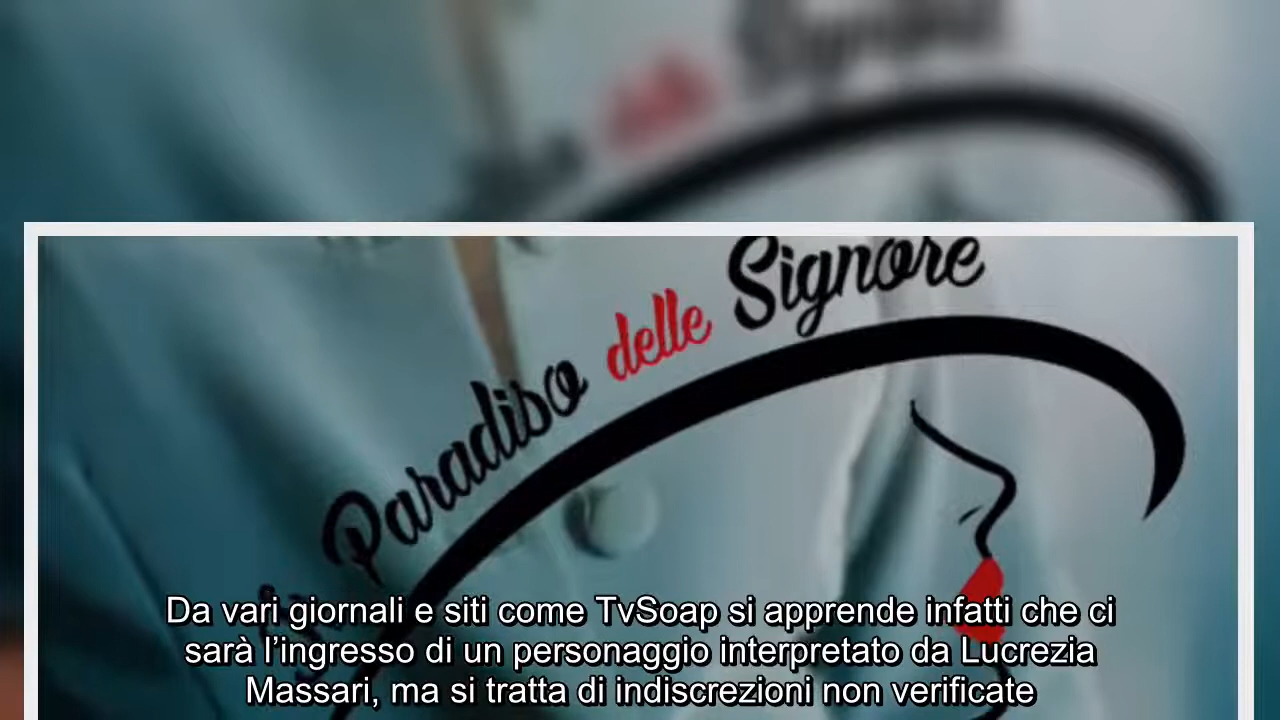 Paradiso delle Signore
Da vari giornali e siti come TvSoap si apprende infatti che ci
sarà l'ingresso di un personaggio interpretato da Lucrezia
Massari, ma si tratta di indiscrezioni non verificate